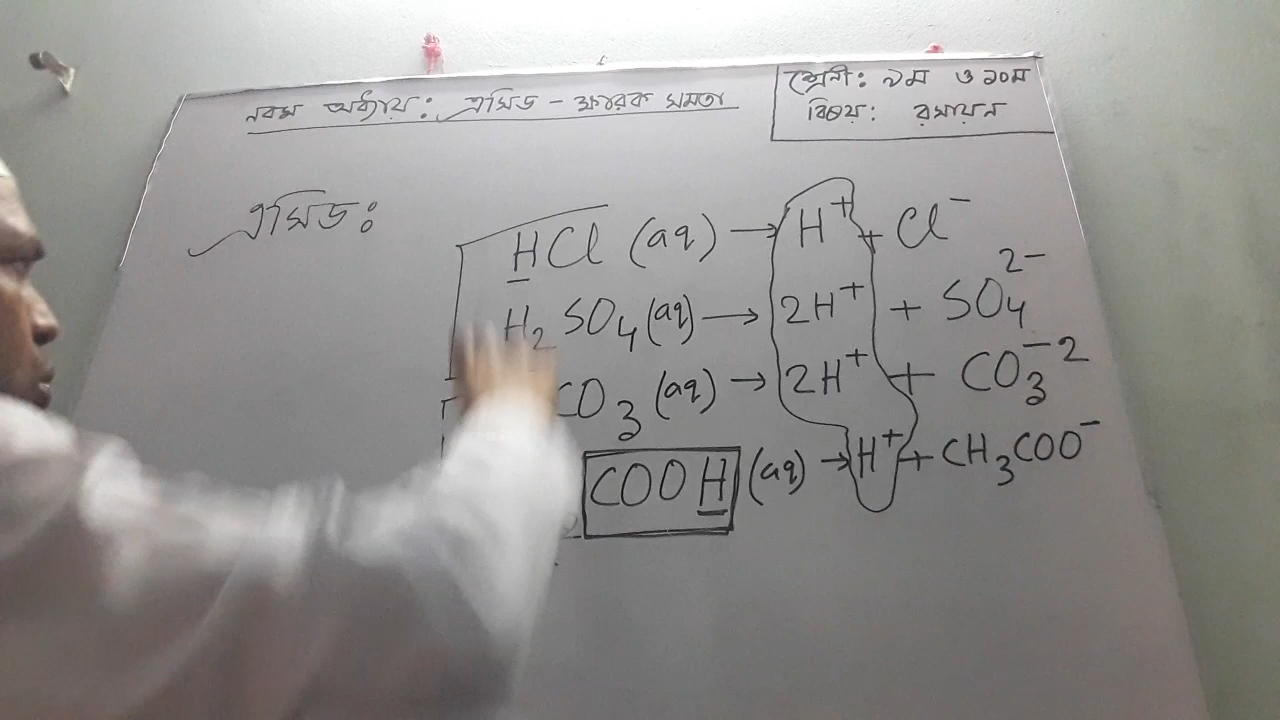 নবম অধ্যায়: এসিড - ক্ষারক সমতা
শ্রেনী: ৯ম ও ১০ম
বিষয়: রসায়ন
এসিডঃ
HCl (aq) → H⁺ + Cl⁻
H₂SO₄(aq) → 2H⁺ + SO₄²⁻
CO₃ (aq) → 2H⁺ + CO₃⁻²
COOH (aq) → H⁺ + CH₃COO⁻